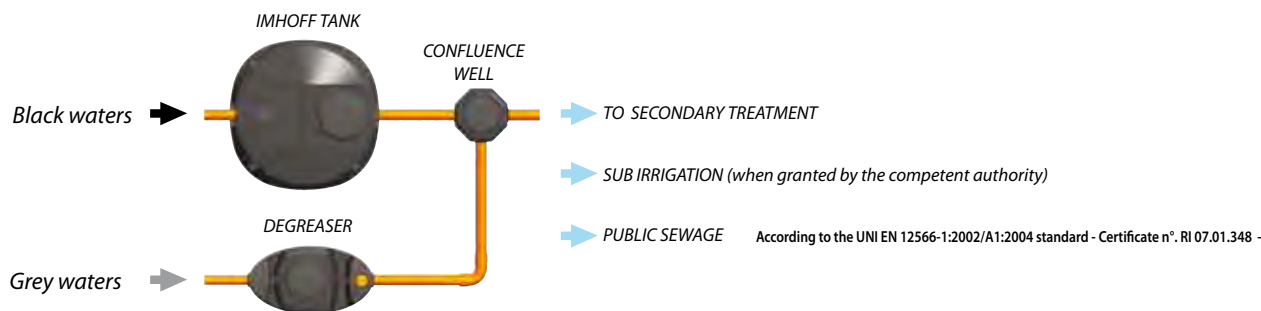 IMHOFF TANK
CONFLUENCE
WELL
Black waters
TO SECONDARY TREATMENT
SUB IRRIGATION (when granted by the competent authority)
DEGREASER
PUBLIC SEWAGE According to the UNI EN 12566-1:2002/A1:2004 standard - Certificate n°. RI 07.01.348 -
Grey waters